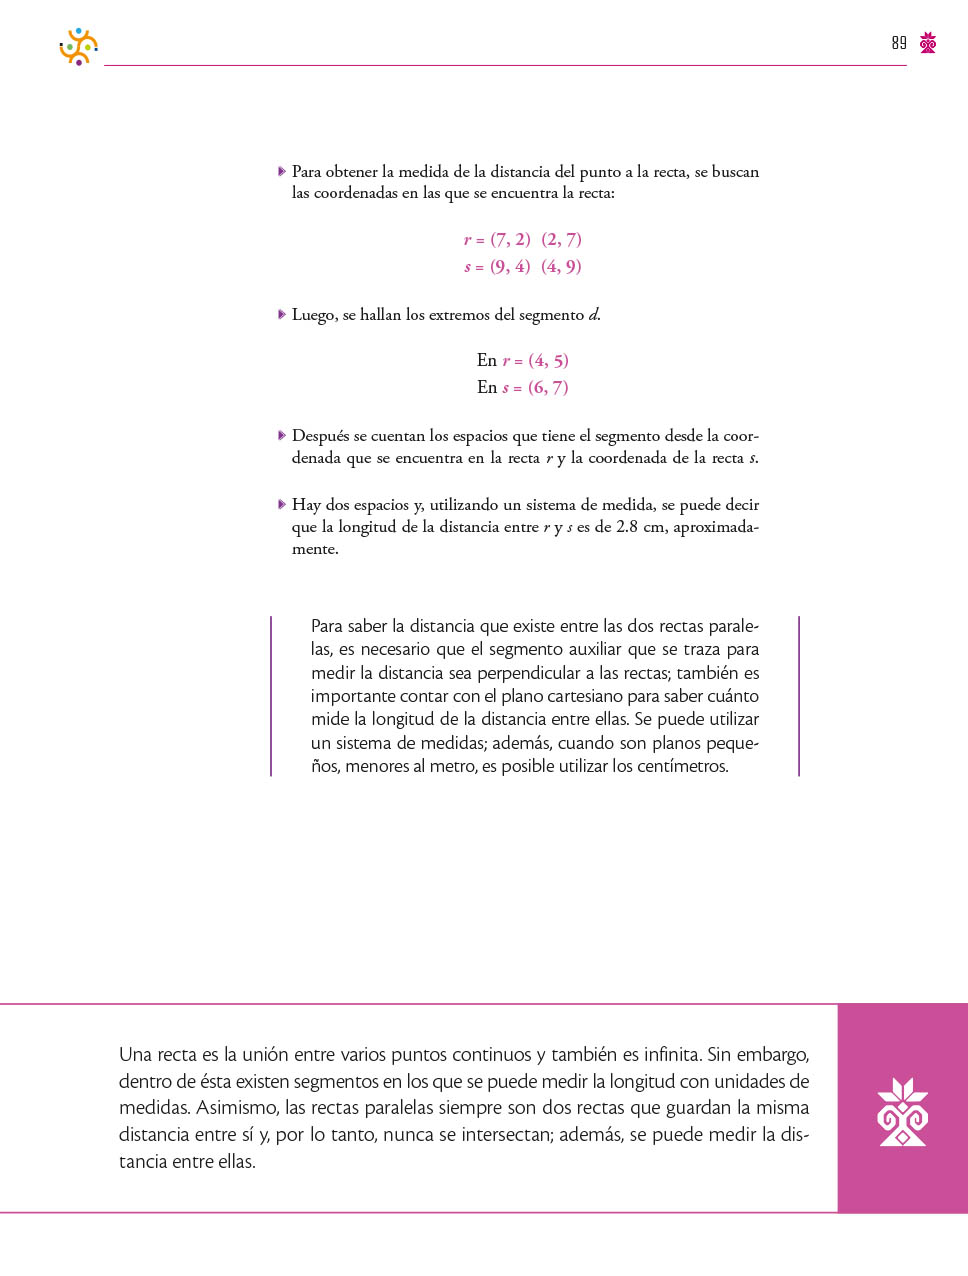 89
Para obtener la medida de la distancia del punto a la recta, se buscan
las coordenadas en las que se encuentra la recta:
r = (7, 2) (2, 7)
s = (9, 4) (4, 9)
Luego, se hallan los extremos del segmento d.
En r = (4, 5)
En s = (6, 7)
Después se cuentan los espacios que tiene el segmento desde la coor-
denada que se encuentra en la recta r y la coordenada de la recta s.
Hay dos espacios y, utilizando un sistema de medida, se puede decir
que la longitud de la distancia entre r y s es de 2.8 cm, aproximada-
mente.
Para saber la distancia que existe entre las dos rectas parale-
las, es necesario que el segmento auxiliar que se traza para
medir la distancia sea perpendicular a las rectas; también es
importante contar con el plano cartesiano para saber cuánto
mide la longitud de la distancia entre ellas. Se puede utilizar
un sistema de medidas; además, cuando son planos peque-
ños, menores al metro, es posible utilizar los centímetros.
Una recta es la unión entre varios puntos continuos y también es infinita. Sin embargo,
dentro de ésta existen segmentos en los que se puede medir la longitud con unidades de
medidas. Asimismo, las rectas paralelas siempre son dos rectas que guardan la misma
distancia entre sí y, por lo tanto, nunca se intersectan; además, se puede medir la dis-
tancia entre ellas.